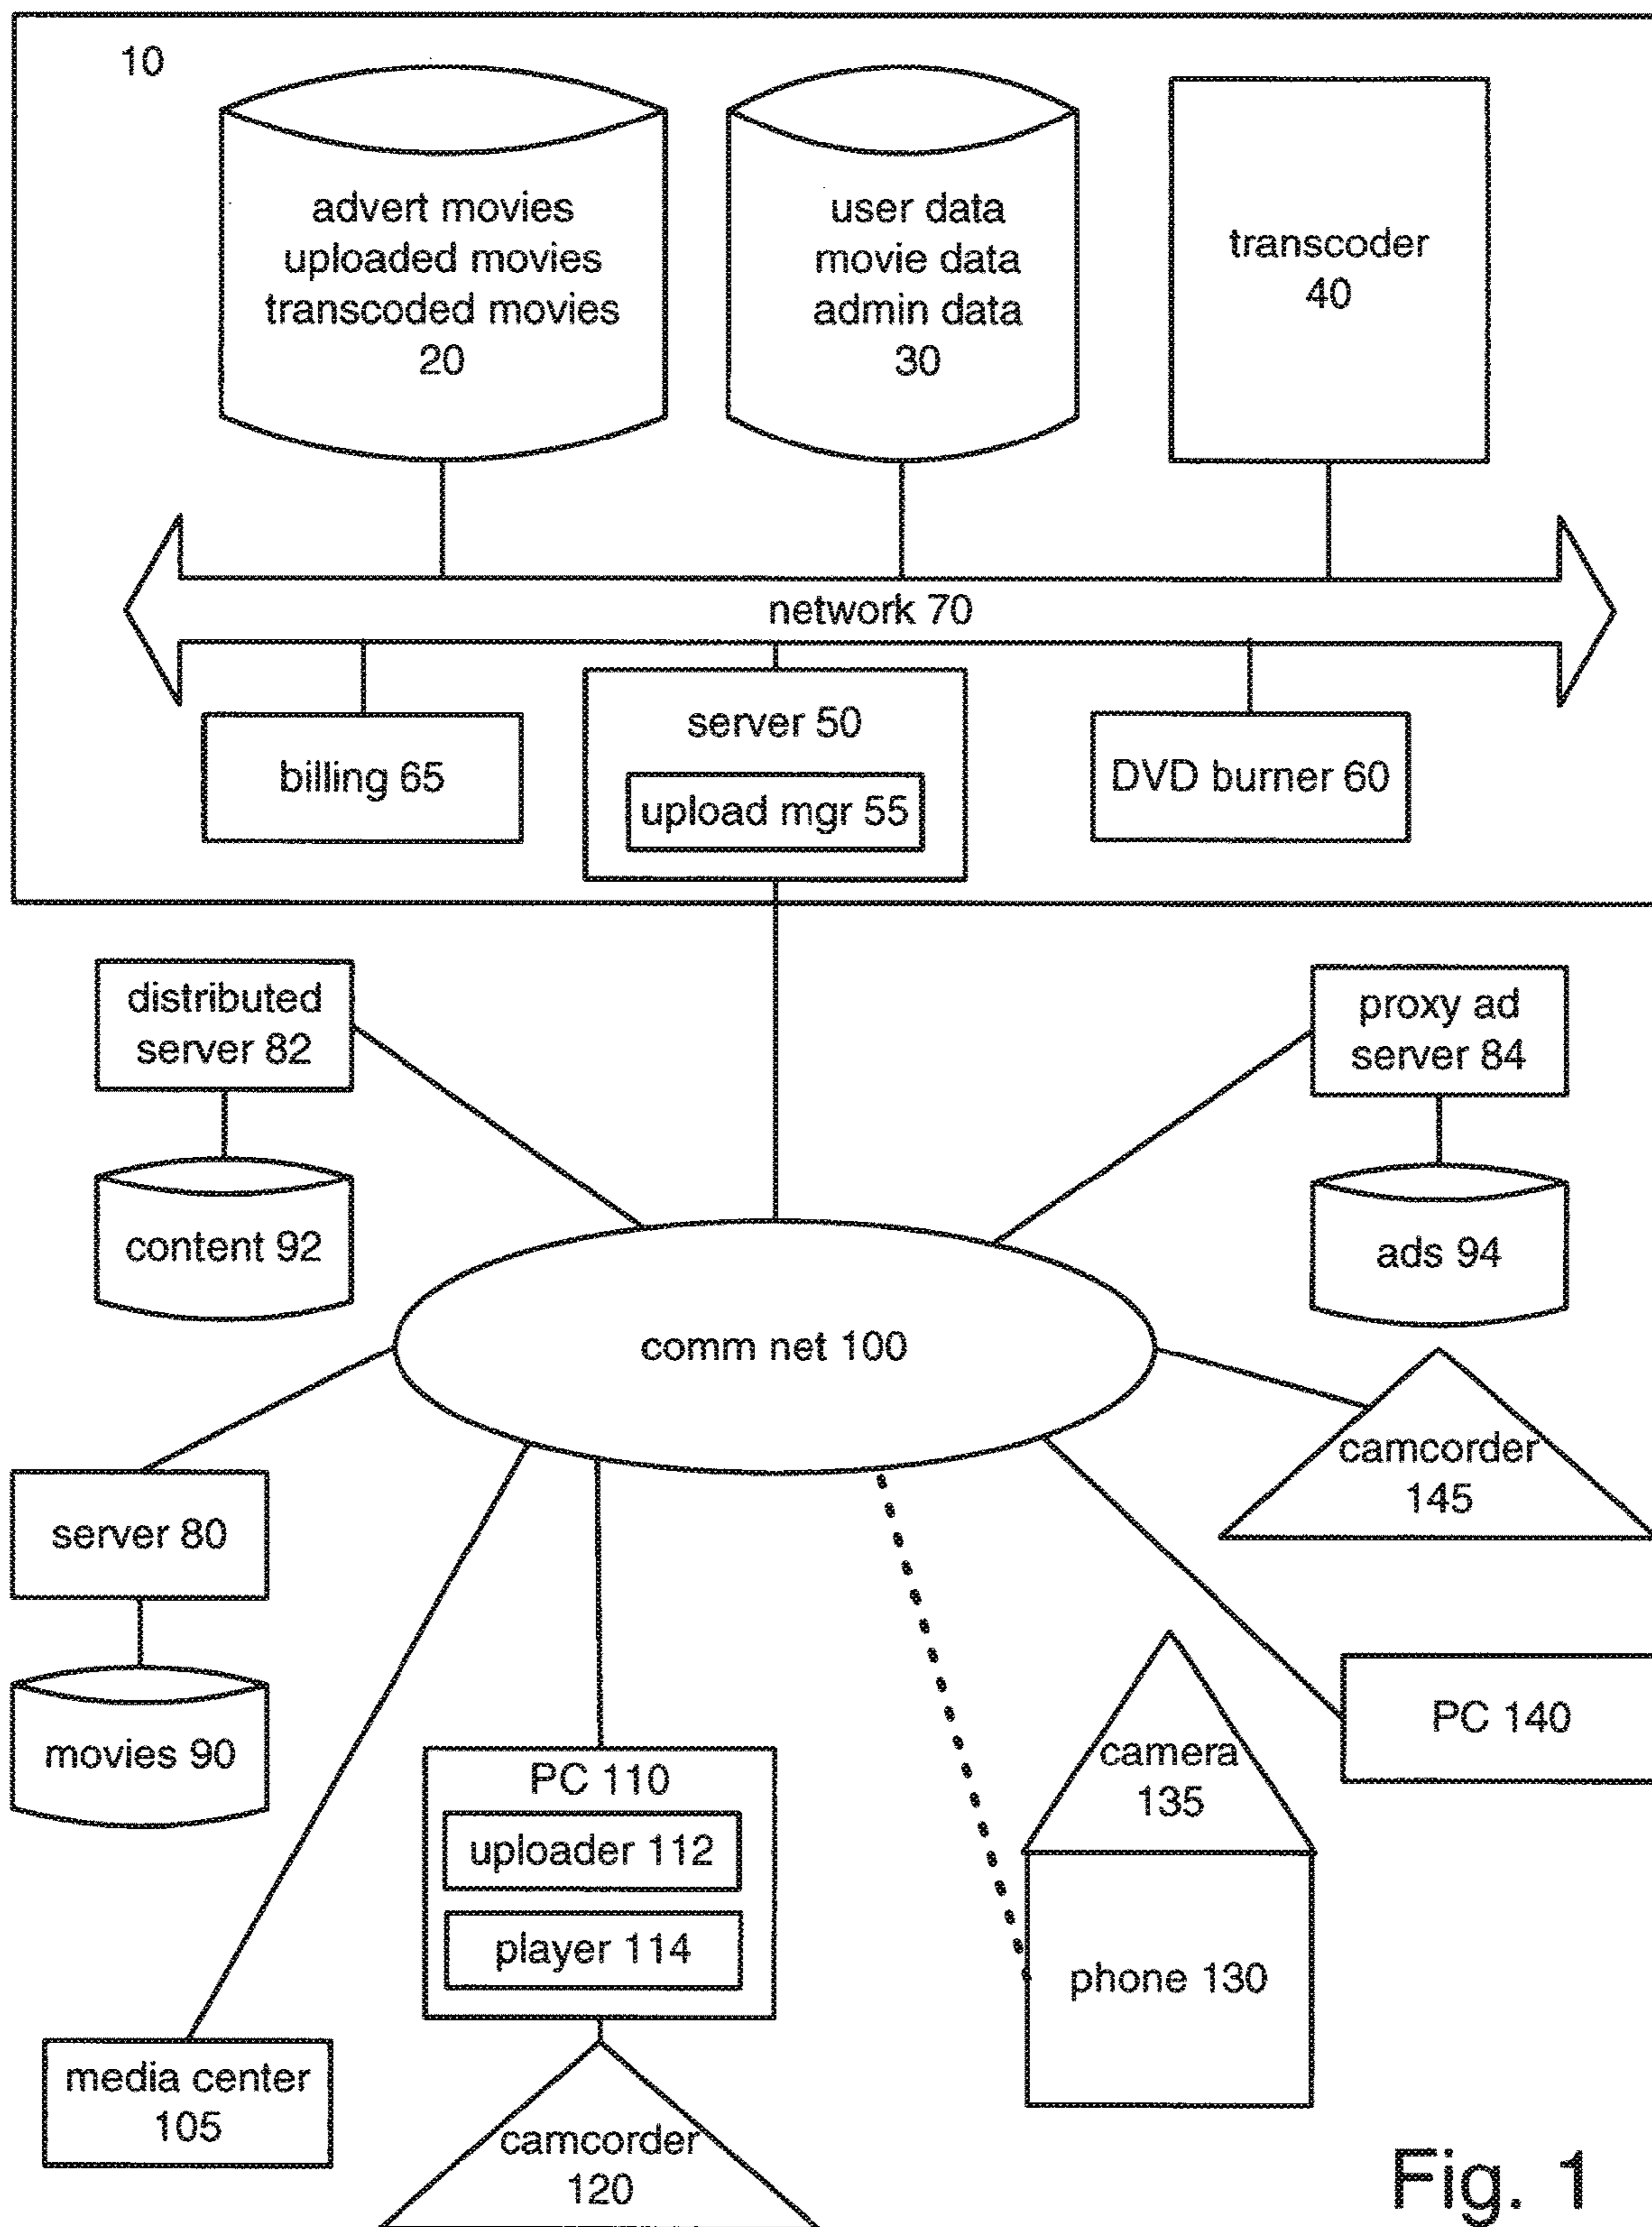 10
advert movies
uploaded movies
transcoded movies
20
user data
movie data
admin data
30
transcoder
40
network 70
billing 65
server 50
upload mgr 55
DVD burner 60
distributed
server 82
proxy ad
server 84
content 92
ads 94
comm net 100
camcorder
145
server 80
movies 90
PC 110
uploader 112
player 114
camera
135
phone 130
PC 140
media center
105
camcorder
120
Fig. 1